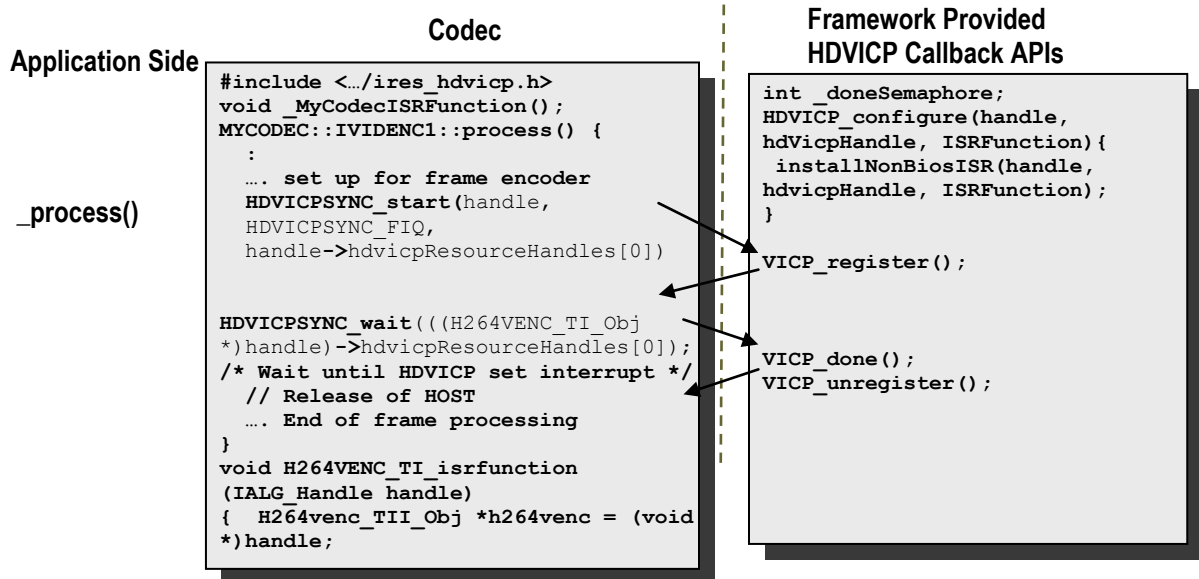 Application Side
_process()
Codec
#include <…/ires_hdvicp.h>
void _MyCodecISRFunction();
MYCODEC::IVIDENC1::process() {
:
…. set up for frame encoder
HDVICPSYNC_start(handle,
HDVICPSYNC_FIQ,
handle->hdvicpResourceHandles[0])
HDVICPSYNC_wait(((H264VENC_TI_Obj
*)handle)->hdvicpResourceHandles[0]);
/* Wait until HDVICP set interrupt */
// Release of HOST
…. End of frame processing
}
void H264VENC_TI_isrfunction
(IALG_Handle handle)
{ H264venc_TII_Obj *h264venc = (void
*)handle;
Framework Provided
HDVICP Callback APIs
int _doneSemaphore;
HDVICP_configure(handle,
hdVicpHandle, ISRFunction){
installNonBiosISR(handle,
hdvicpHandle, ISRFunction);
}
VICP_register();
VICP_done();
VICP_unregister();